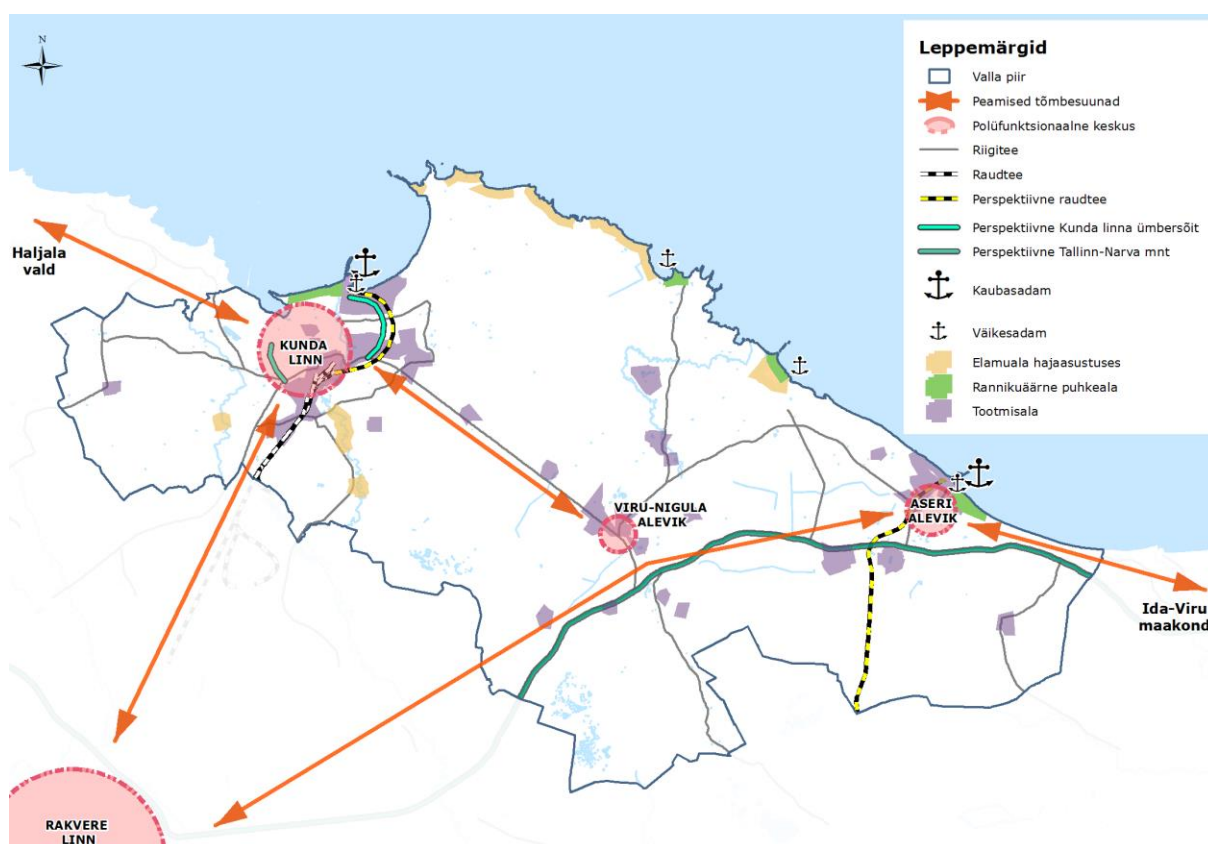 N
Leppemärgid
Valla piir
Peamised tõmbesuunad
Polüfunktsionaalne keskus
Riigitee
Raudtee
Perspektiivne raudtee
Perspektiivne Kunda linna ümbersõit
Perspektiivne Tallinn-Narva mnt
Kaubasadam
Väikesadam
Elamuala hajaasustuses
Rannikuäärne puhkeala
Tootmisala
Haljala
vald
KUNDA
LINN
VIRU-NIGULA
ALEVIK
ASERI
ALEVIK
Ida-Viru
maakond
RAKVERE
LINN